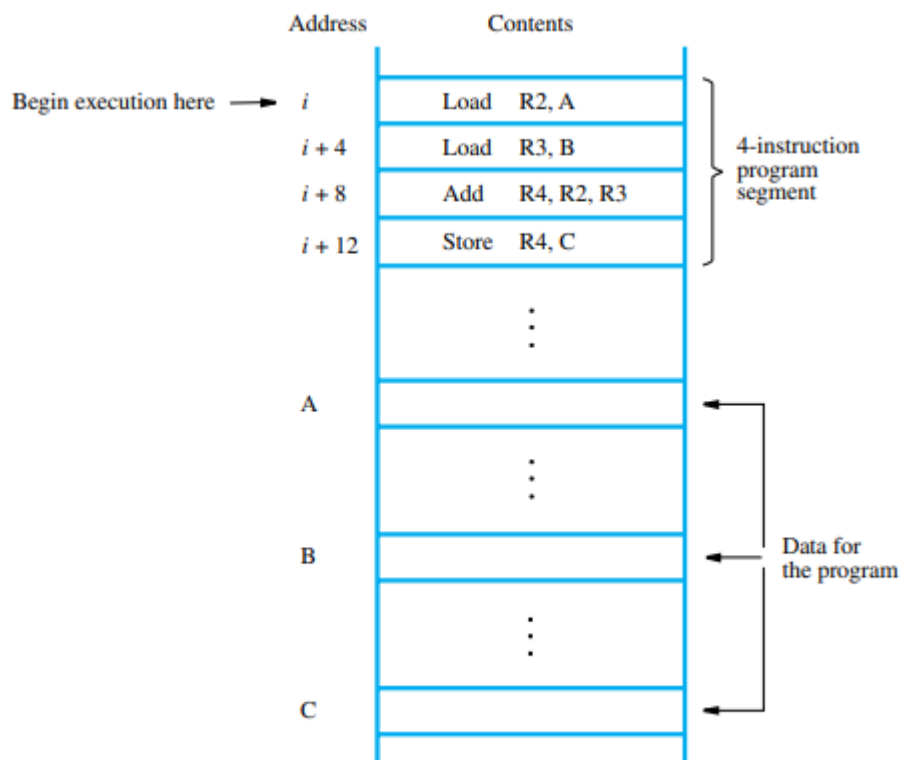 Address Contents
Begin execution here i Load R2, A
i + 4 Load R3, B
i + 8 Add R4, R2, R3
i + 12 Store R4, C
4-instruction
program
segment
A
B
C
Data for
the program